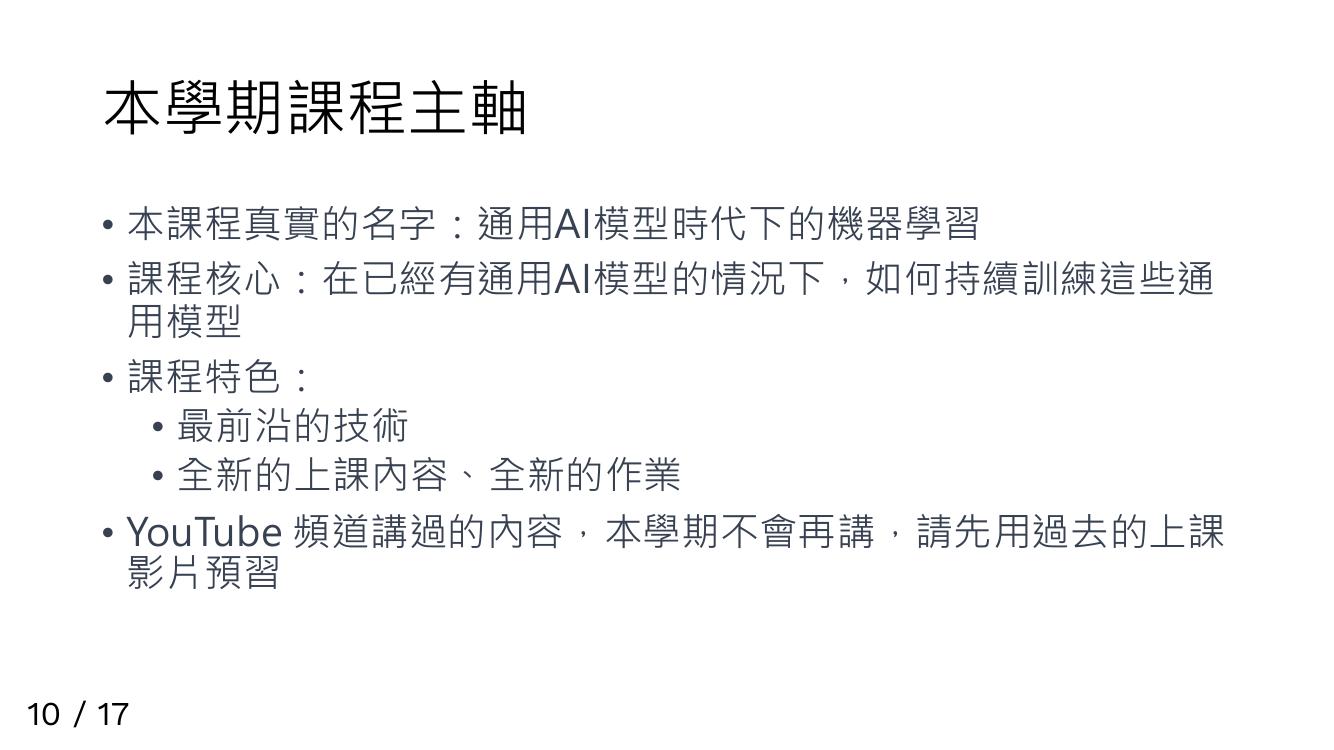 本學期課程主軸
• 本課程真實的名字：通用AI模型時代下的機器學習
• 課程核心：在已經有通用AI模型的情況下，如何持續訓練這些通
用模型
• 課程特色：
• 最前沿的技術
• 全新的上課內容、全新的作業
• YouTube 頻道講過的內容，本學期不會再講，請先用過去的上課
影片預習
10 / 17